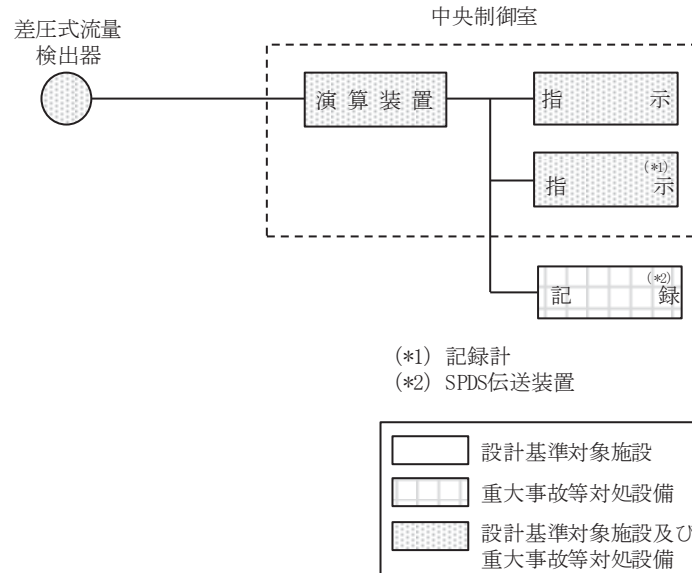 中央制御室
差圧式流量
検出器
演算装置
指示
指示(*1)
記録(*2)
(*1) 記録計
(*2) SPDS伝送装置
設計基準対象施設
重大事故等対処設備
設計基準対象施設及び
重大事故等対処設備